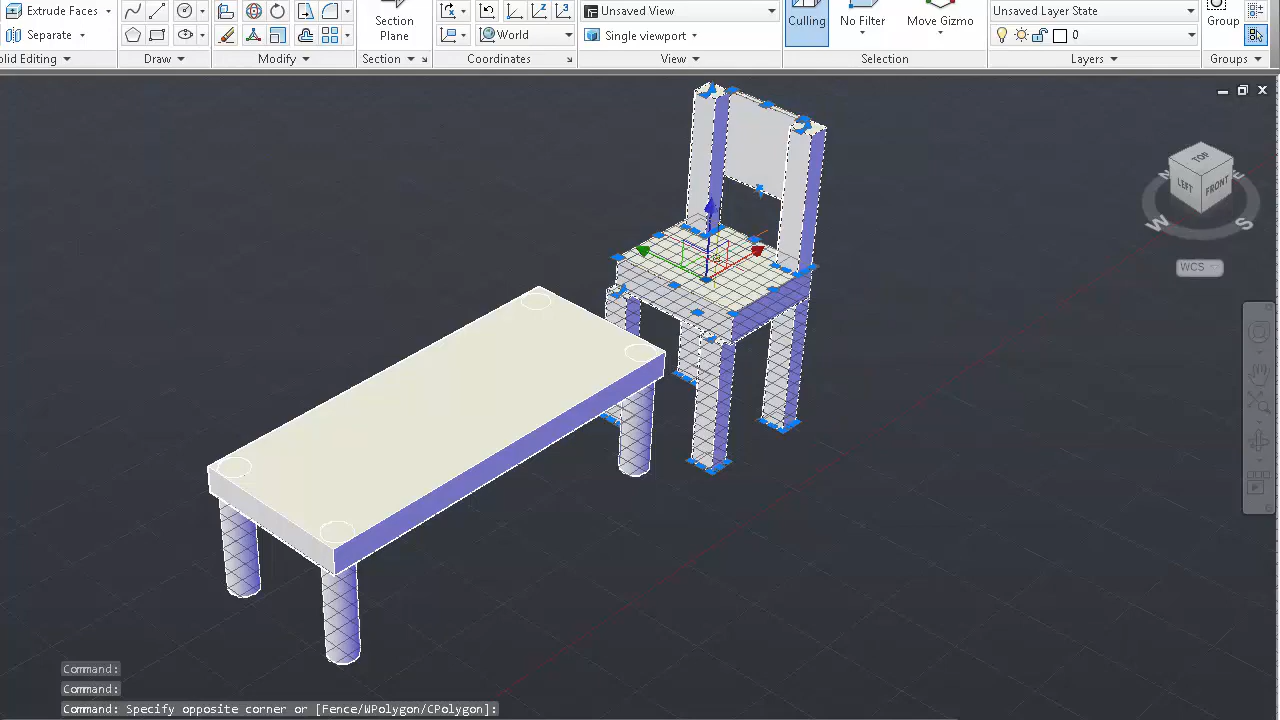 Extrude Faces
Unsaved View
Unsaved Layer State
Separate
Section
Plane
World
Single viewport
Culling
No Filter
Move Gizmo
0
Group
olid Editing
Draw
Modify
Section
Coordinates
View
Selection
Layers
Groups
TOP
LEFT
FRONT
N
E
W
S
WCS
Command:
Command:
Command: Specify opposite corner or [Fence/WPolygon/CPolygon]: